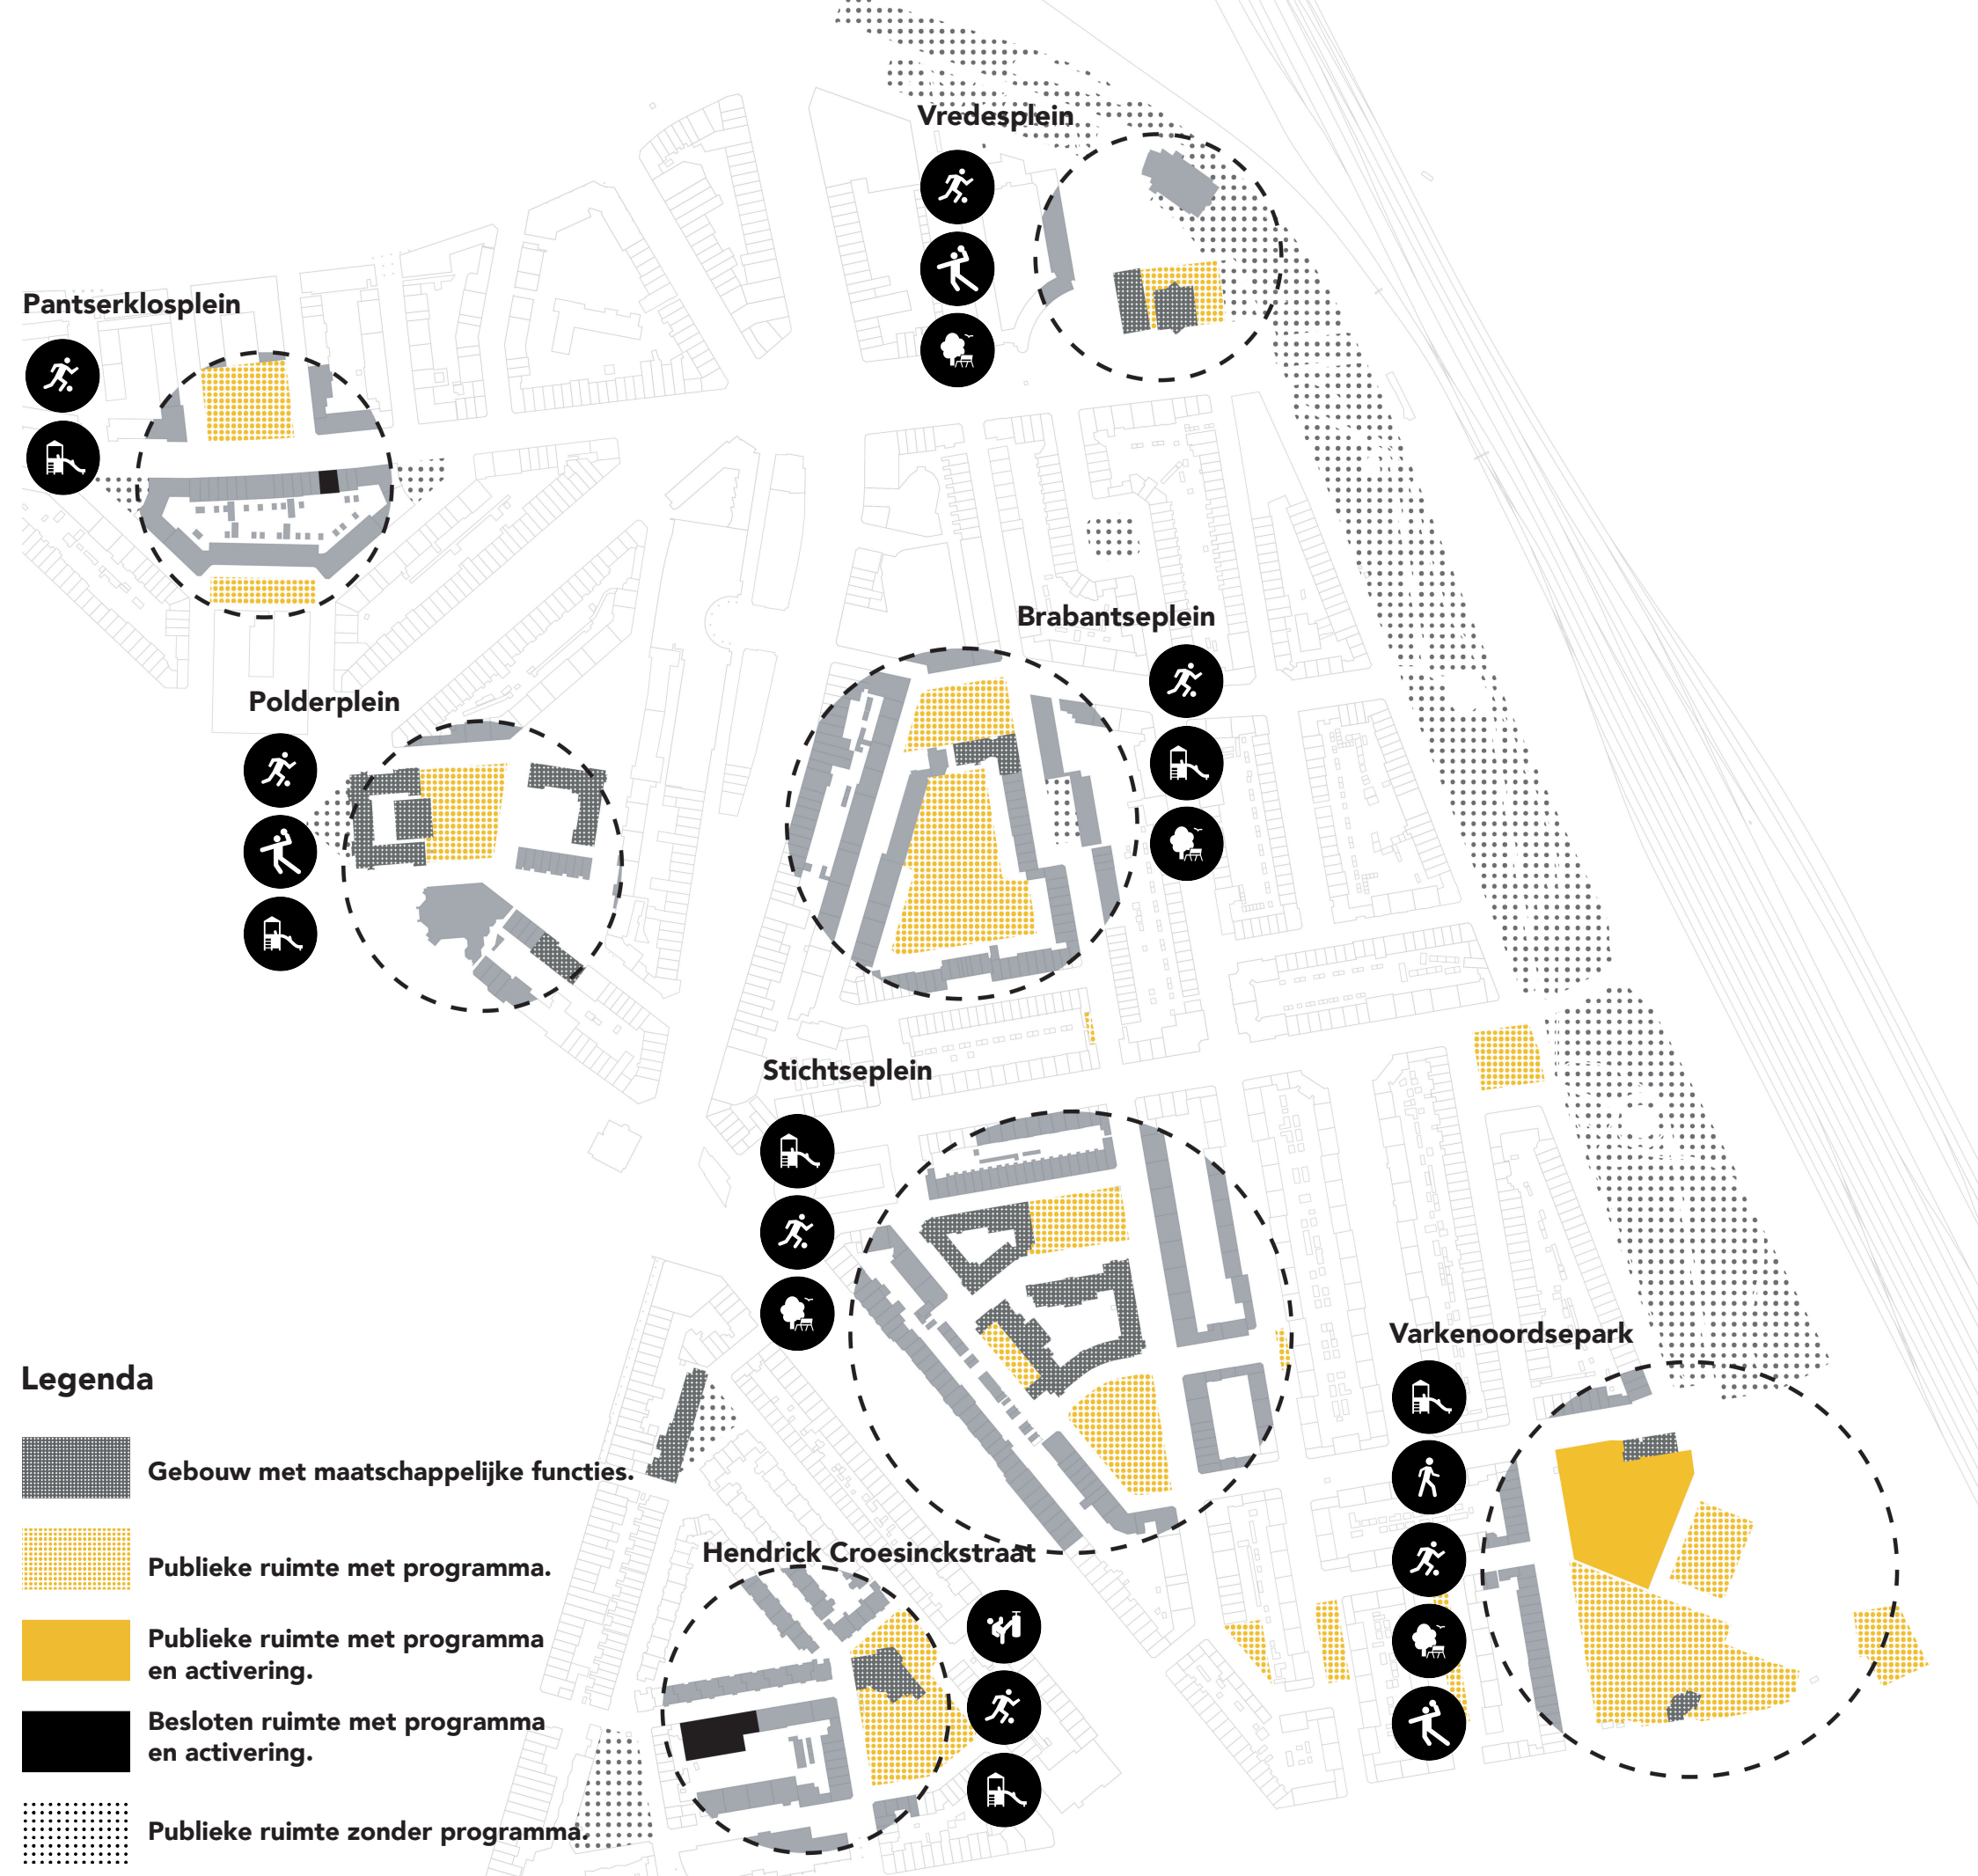 Vredesplein
Pantserklosplein
Brabantseplein
Polderplein
Stichtseplein
Varkenoordsepark
Hendrick Croesinckstraat
Legenda
Gebouw met maatschappelijke functies.
Publieke ruimte met programma.
Publieke ruimte met programma
en activering.
Besloten ruimte met programma
en activering.
Publieke ruimte zonder programma.